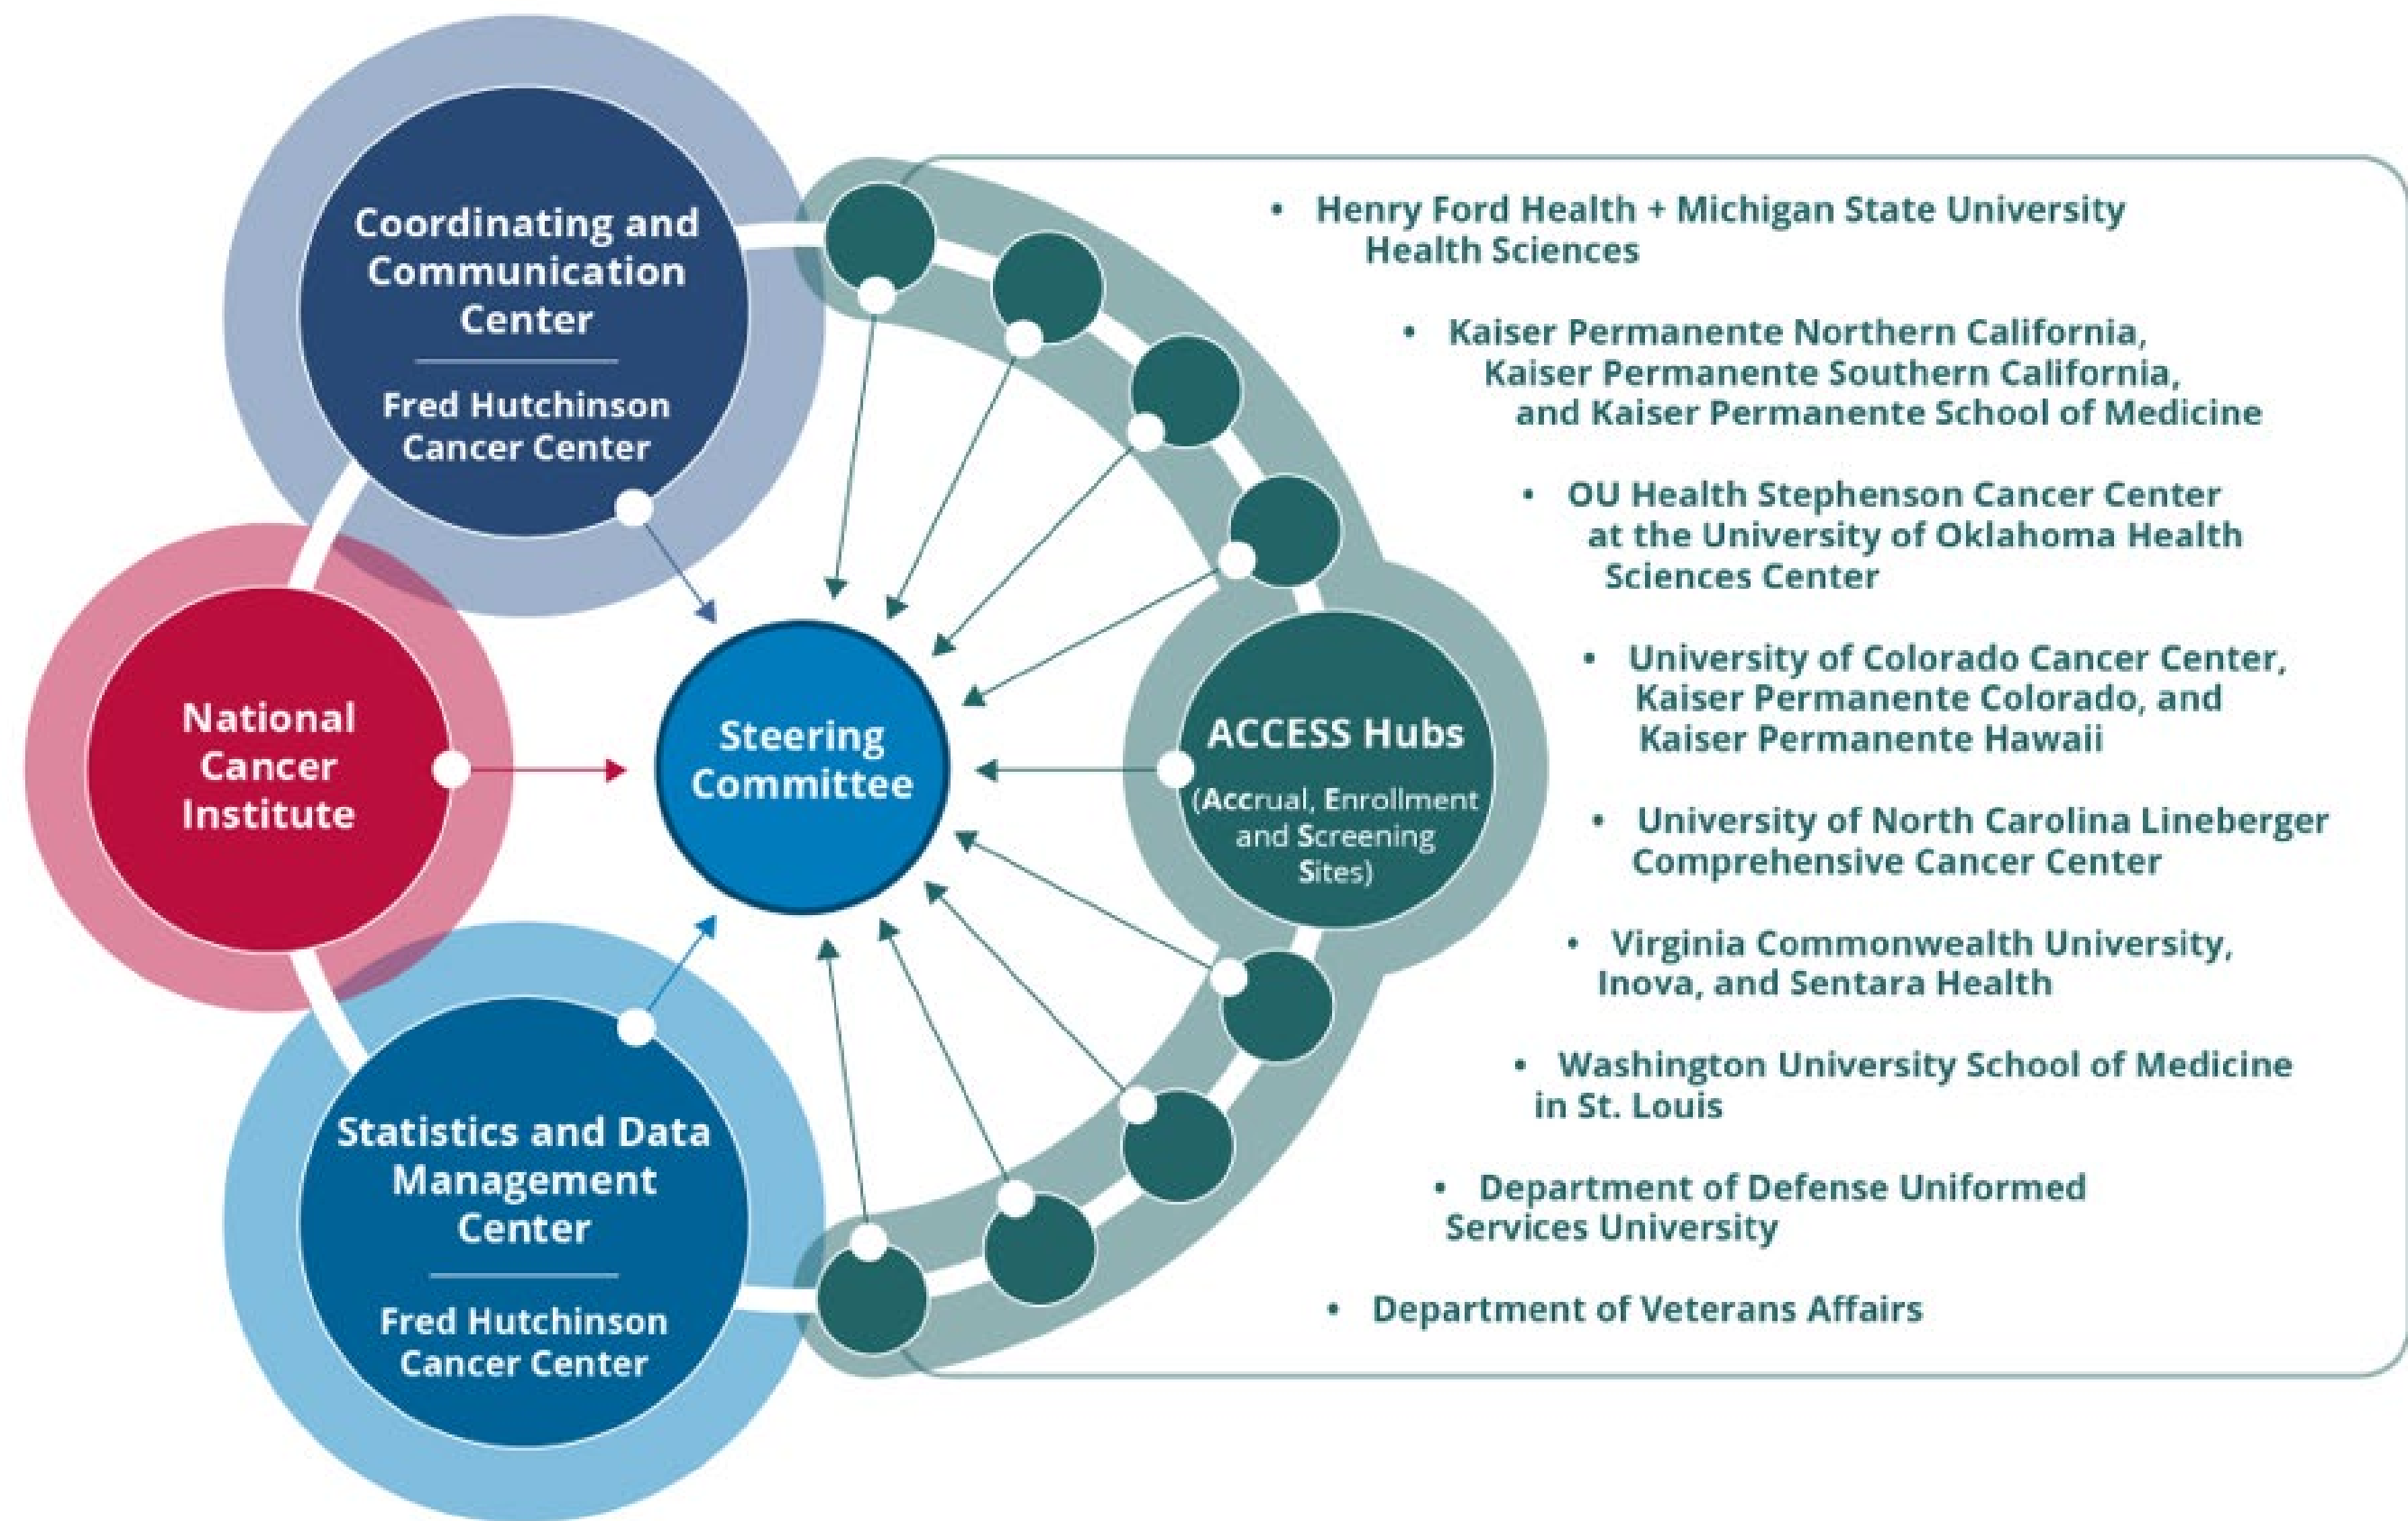 Coordinating and
Communication
Center
Fred Hutchinson
Cancer Center
National
Cancer
Institute
Statistics and Data
Management
Center
Fred Hutchinson
Cancer Center
Steering
Committee
ACCESS Hubs
(Accrual, Enrollment
and Screening
Sites)
• Henry Ford Health + Michigan State University
Health Sciences
• Kaiser Permanente Northern California,
Kaiser Permanente Southern California,
and Kaiser Permanente School of Medicine
• OU Health Stephenson Cancer Center
at the University of Oklahoma Health
Sciences Center
• University of Colorado Cancer Center,
Kaiser Permanente Colorado, and
Kaiser Permanente Hawaii
• University of North Carolina Lineberger
Comprehensive Cancer Center
• Virginia Commonwealth University,
Inova, and Sentara Health
• Washington University School of Medicine
in St. Louis
• Department of Defense Uniformed
Services University
• Department of Veterans Affairs